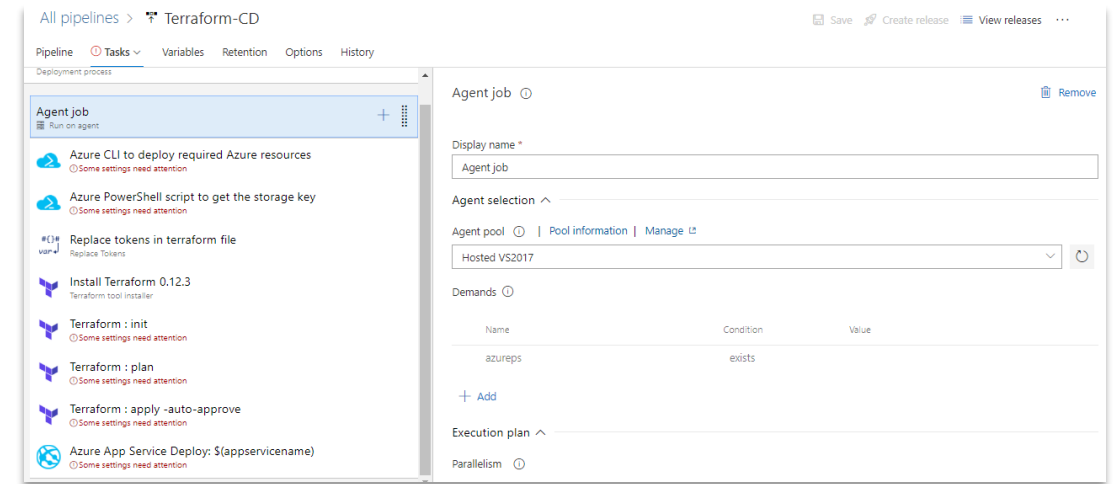 All pipelines > Terraform-CD
Save Create release View releases ...
Pipeline Tasks Variables Retention Options History
Deployment process
Agent job
Run on agent
Azure CLI to deploy required Azure resources
Some settings need attention
Azure PowerShell script to get the storage key
Some settings need attention
#{}#
var
Replace tokens in terraform file
Replace Tokens
Install Terraform 0.12.3
Terraform tool installer
Terraform : init
Some settings need attention
Terraform : plan
Some settings need attention
Terraform : apply -auto-approve
Some settings need attention
Azure App Service Deploy: $(appservicename)
Some settings need attention
Agent job
Remove
Display name *
Agent job
Agent selection
Agent pool | Pool information | Manage
Hosted VS2017
Demands
Name Condition Value
azureps exists
+ Add
Execution plan
Parallelism